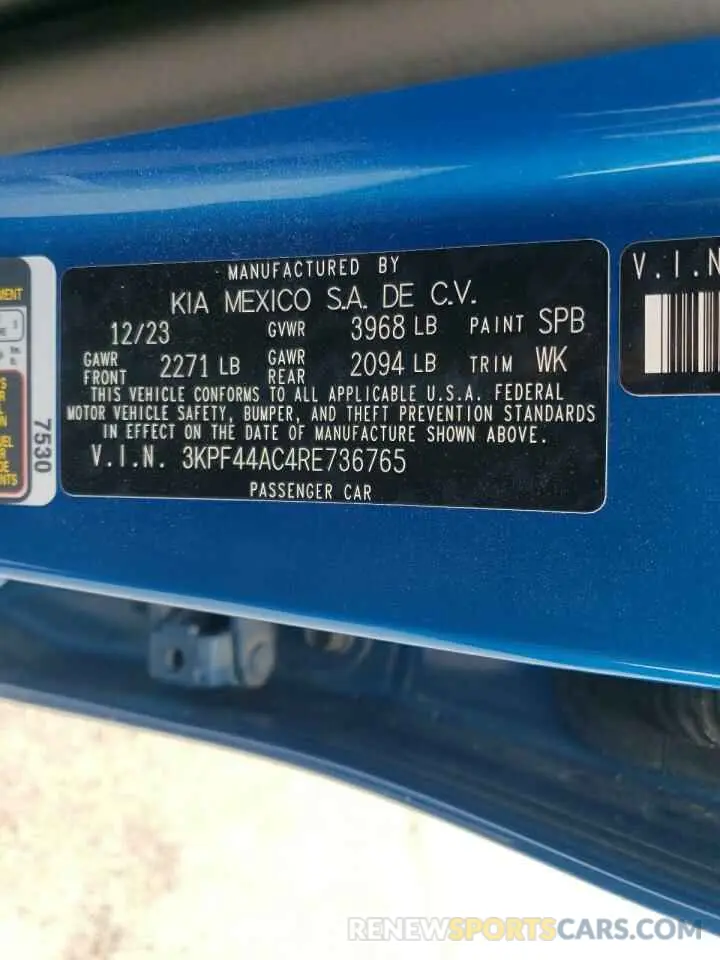 MANUFACTURED BY
KIA MEXICO S.A. DE C.V.
12/23 GVWR 3968 LB PAINT SPB
GAWR FRONT 2271 LB GAWR REAR 2094 LB TRIM WK
THIS VEHICLE CONFORMS TO ALL APPLICABLE U.S.A. FEDERAL
MOTOR VEHICLE SAFETY, BUMPER, AND THEFT PREVENTION STANDARDS
IN EFFECT ON THE DATE OF MANUFACTURE SHOWN ABOVE.
V.I.N. 3KPF44AC4RE736765
PASSENGER CAR
7530
V.I.N
RENEWSPORTSCARS.COM